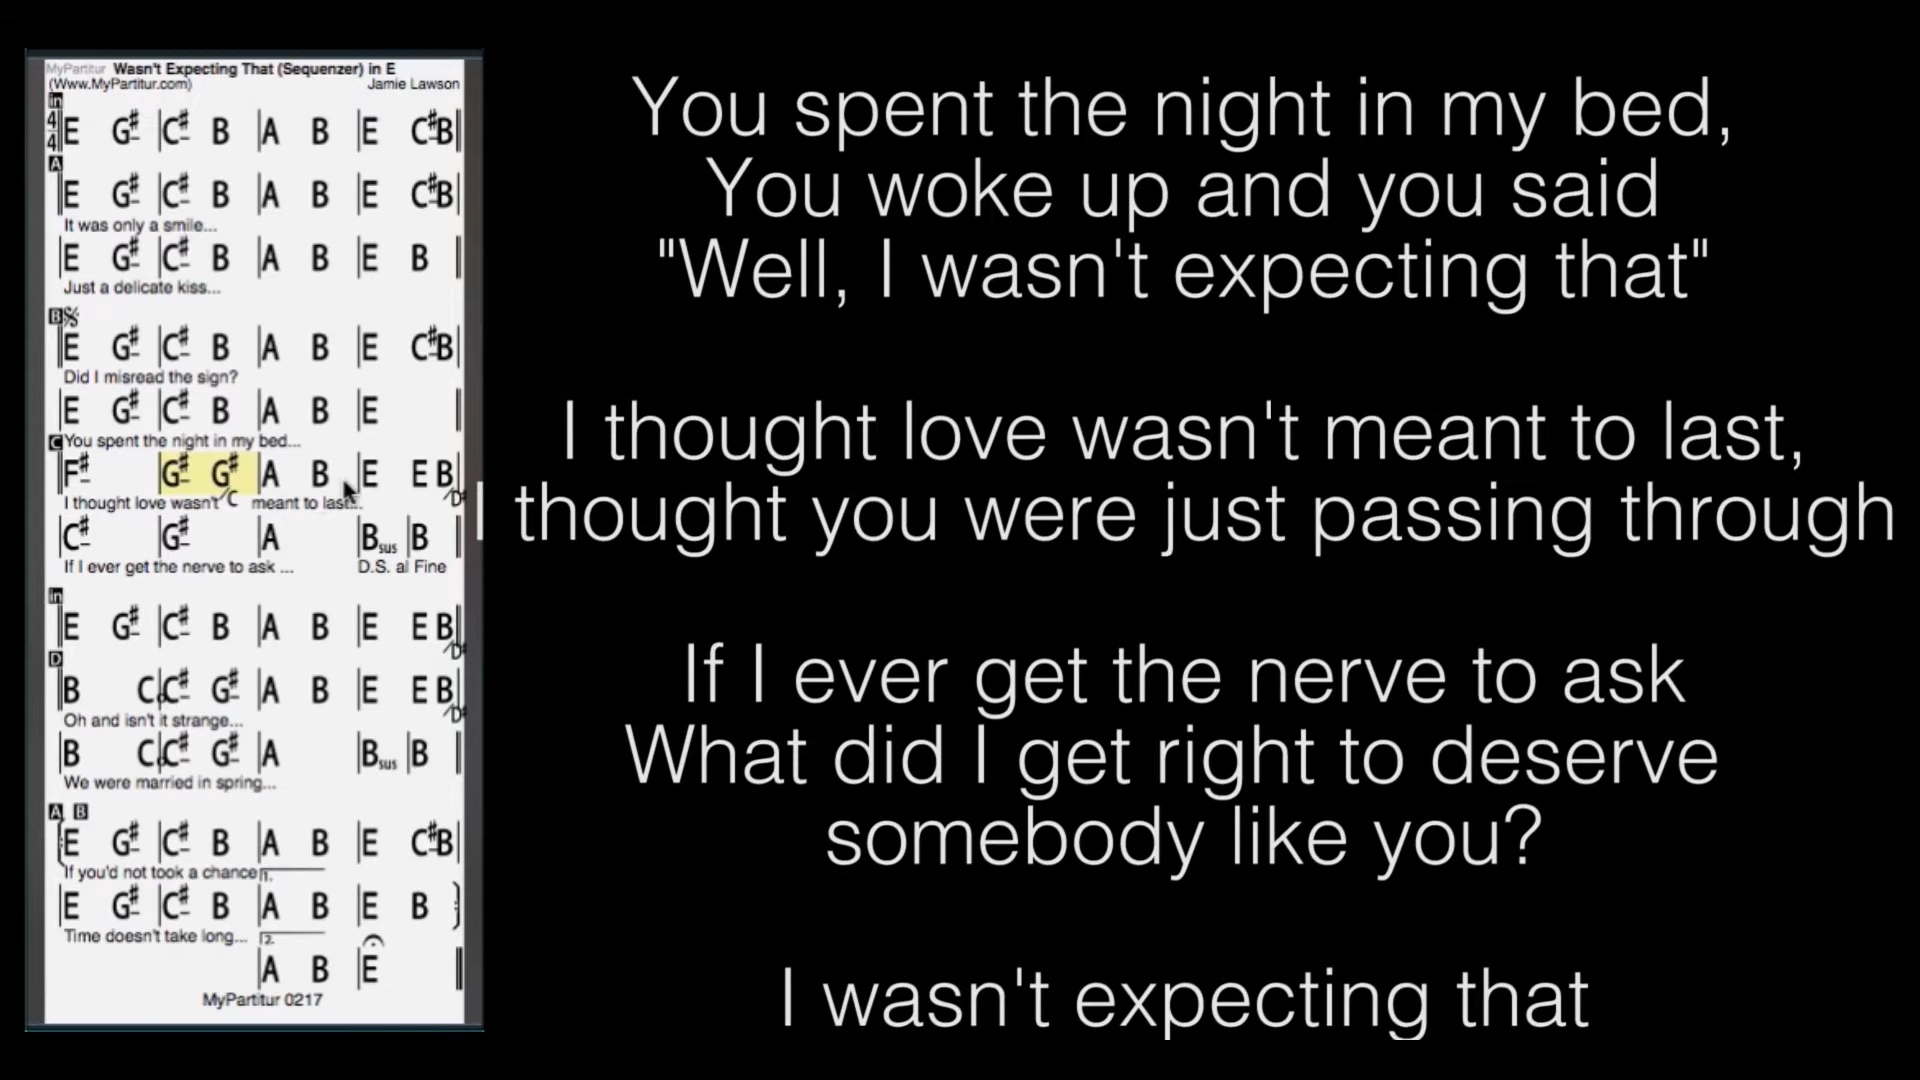 MyPartitur Wasn't Expecting That (Sequenzer) in E
(Www.MyPartitur.com) Jamie Lawson
in
4/4 E G#- C#- B A B E C#-B
A
E G#- C#- B A B E C#-B
It was only a smile...
E G#- C#- B A B E B
Just a delicate kiss...
B
E G#- C#- B A B E C#-B
Did I misread the sign?
E G#- C#- B A B E
C You spent the night in my bed...
F#- G#- G#-/C A B E E B/D#
I thought love wasn't meant to last...
C#- G#- A Bsus B
If I ever get the nerve to ask ... D.S. al Fine
in
E G#- C#- B A B E E B/D#
D
B C C#- G#- A B E E B/D#
Oh and isn't it strange...
B C C#- G#- A Bsus B
We were married in spring...
A B
E G#- C#- B A B E C#-B
If you'd not took a chance 1.
E G#- C#- B A B E B
Time doesn't take long... 2.
A B E
MyPartitur 0217
You spent the night in my bed,
You woke up and you said
"Well, I wasn't expecting that"
I thought love wasn't meant to last,
I thought you were just passing through
If I ever get the nerve to ask
What did I get right to deserve
somebody like you?
I wasn't expecting that